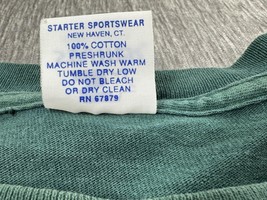 STARTER SPORTSWEAR
NEW HAVEN, CT.
100% COTTON
PRESHRUNK
MACHINE WASH WARM
TUMBLE DRY LOW
DO NOT BLEACH
OR DRY CLEAN
RN 67879